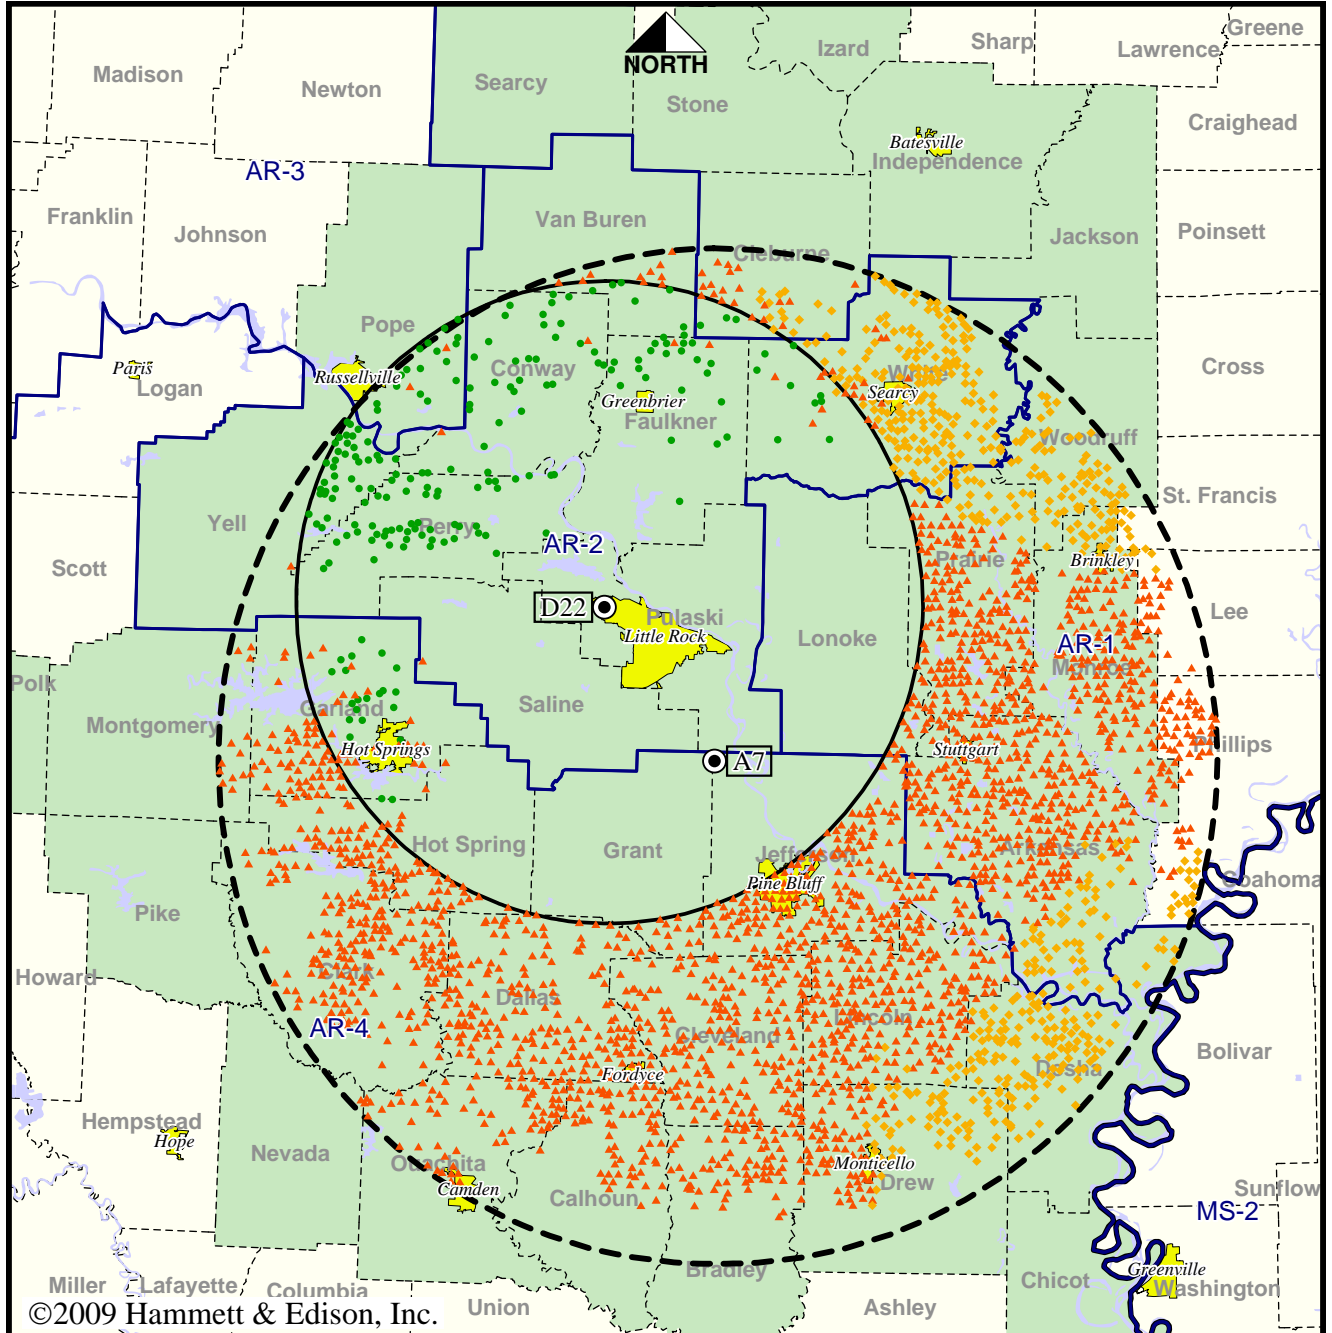 Greene
Izard
Sharp
Lawrence
NORTH
Madison
Newton
Searcy
Stone
Craighead
Batesville
Independence
AR-3
Franklin
Johnson
Van Buren
Cleburne
Jackson
Poinsett
Pope
Paris
Logan
Russellville
Conway
Greenbrier
Faulkner
White
Searcy
Cross
Woodruff
St. Francis
Yell
Perry
AR-2
Scott
Prairie
Brinkley
D22
Pulaski
Little Rock
Lonoke
Lee
AR-1
Monroe
Polk
Montgomery
Garland
Saline
Hot Springs
A7
Stuttgart
Phillips
Hot Spring
Grant
Jefferson
Arkansas
Pine Bluff
Coahoma
Pike
Howard
Clark
Dallas
AR-4
Cleveland
Lincoln
Bolivar
Fordyce
Desha
Hempstead
Hope
Nevada
Ouachita
Camden
Calhoun
Monticello
Drew
Sunflow
MS-2
Miller
Lafayette
Columbia
Union
Bradley
Ashley
Chicot
Greenville
Washington
©2009 Hammett & Edison, Inc.